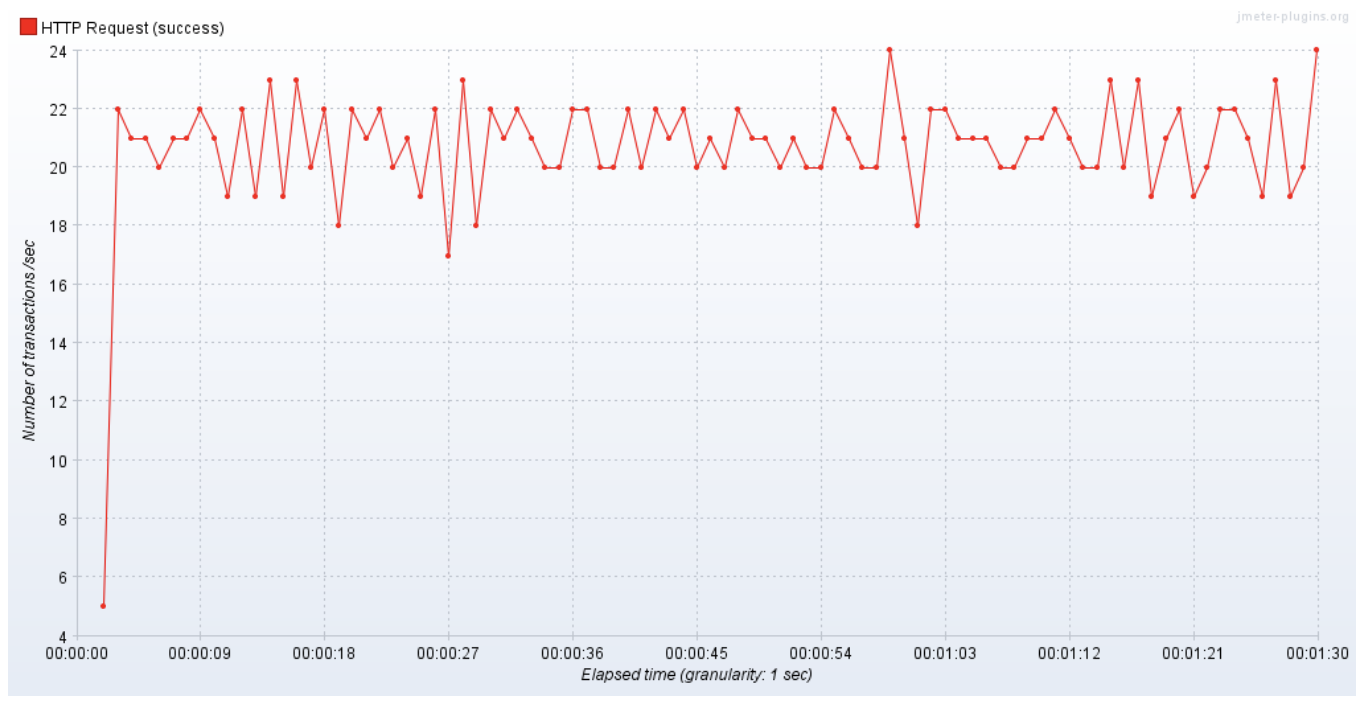 jmeter-plugins.org
HTTP Request (success)
24
22
20
18
16
14
12
10
8
6
4
Number of transactions /sec
00:00:00 00:00:09 00:00:18 00:00:27 00:00:36 00:00:45 00:00:54 00:01:03 00:01:12 00:01:21 00:01:30
Elapsed time (granularity: 1 sec)